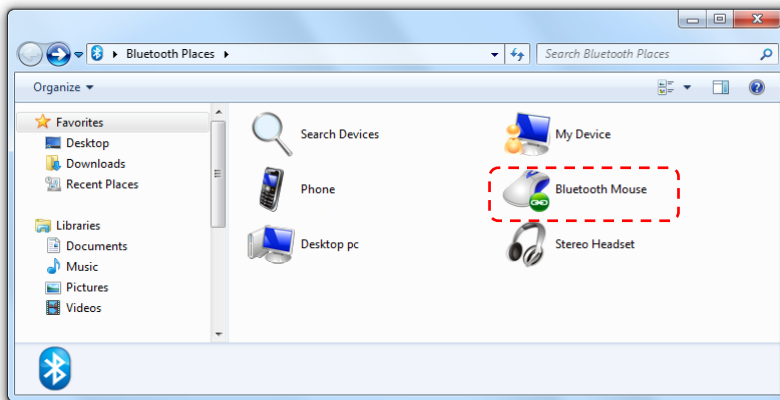 Bluetooth Places
Search Bluetooth Places
Organize
Favorites
Desktop
Downloads
Recent Places
Libraries
Documents
Music
Pictures
Videos
Search Devices
My Device
Phone
Bluetooth Mouse
Desktop pc
Stereo Headset